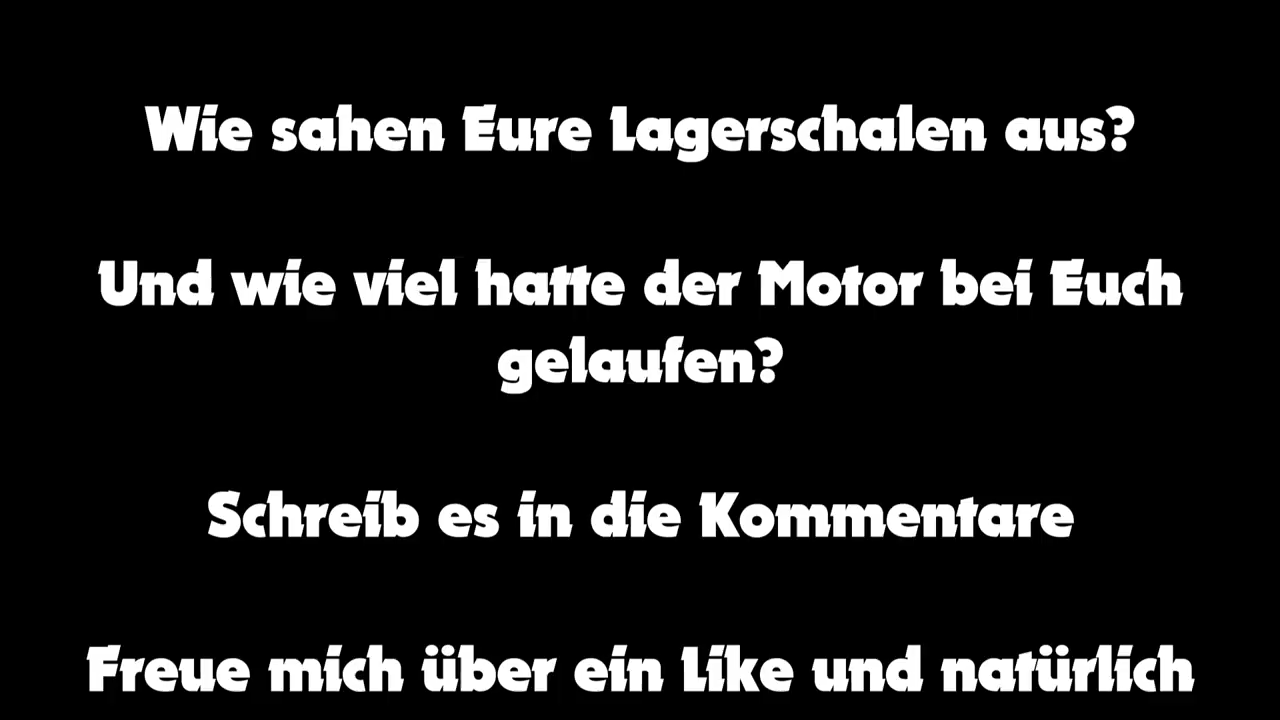 Wie sahen Eure Lagerschalen aus?
Und wie viel hatte der Motor bei Euch
gelaufen?
Schreib es in die Kommentare
Freue mich über ein Like und natürlich